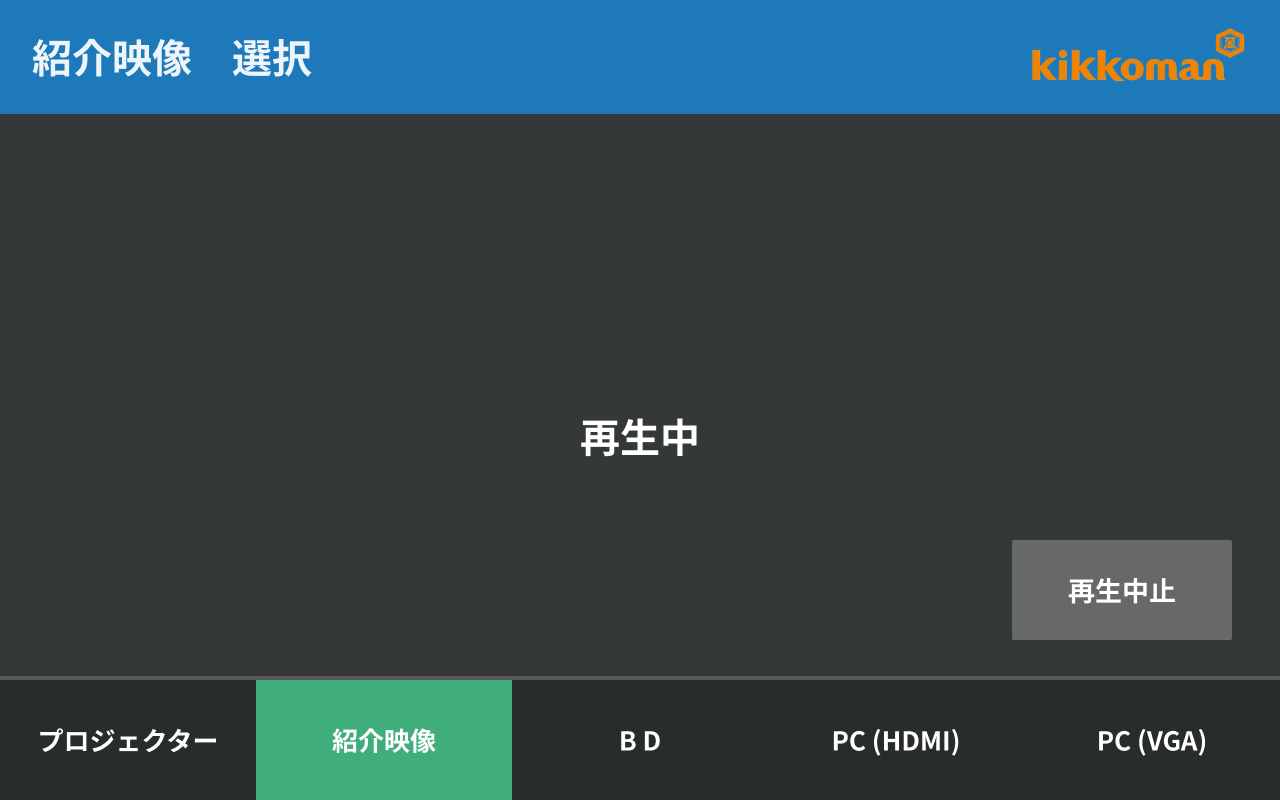 紹介映像　選択
kikkoman
再生中
再生中止
プロジェクター
紹介映像
B D
PC (HDMI)
PC (VGA)